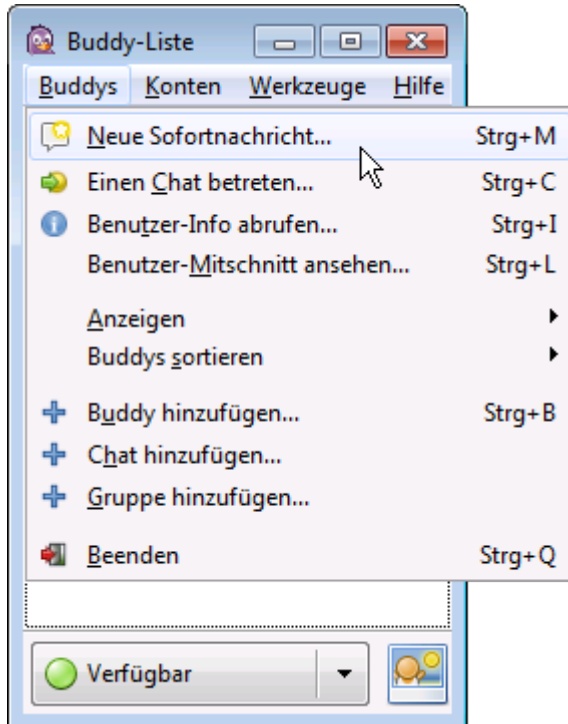 Buddy-Liste
Buddys Konten Werkzeuge Hilfe
Neue Sofortnachricht... Strg+M
Einen Chat betreten... Strg+C
Benutzer-Info abrufen... Strg+I
Benutzer-Mitschnitt ansehen... Strg+L
Anzeigen
Buddys sortieren
Buddy hinzufügen... Strg+B
Chat hinzufügen...
Gruppe hinzufügen...
Beenden Strg+Q
Verfügbar